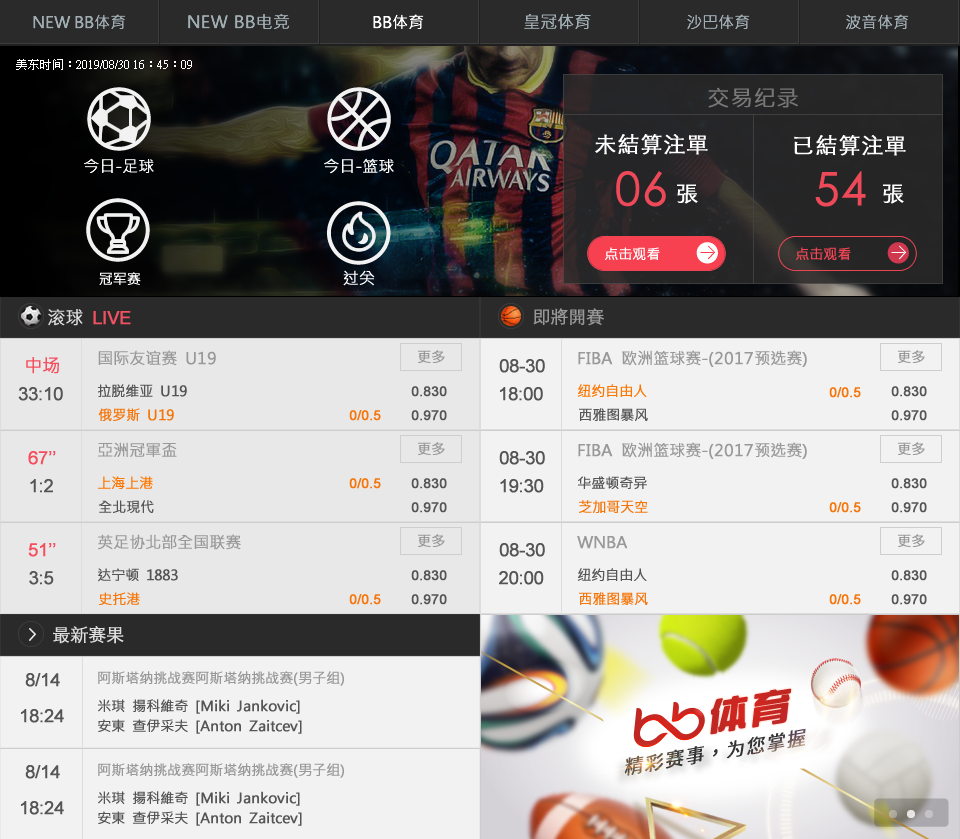 NEW BB体育 NEW BB电竞 BB体育 皇冠体育 沙巴体育 波音体育
美东时间：2019/08/30 16：45：09
今日-足球 今日-篮球
冠军赛 过关
QATAR
AIRWAYS
交易纪录
未結算注單 已結算注單
06 張 54 張
点击观看 点击观看
滚球 LIVE
中场 国际友谊赛 U19 更多
33:10 拉脱维亚 U19 0.830
俄罗斯 U19 0/0.5 0.970
67’’ 亞洲冠軍盃 更多
1:2 上海上港 0/0.5 0.830
全北現代 0.970
51’’ 英足协北部全国联赛 更多
3:5 达宁顿 1883 0.830
史托港 0/0.5 0.970
即將開賽
08-30 FIBA 欧洲篮球赛-(2017预选赛) 更多
18:00 纽约自由人 0/0.5 0.830
西雅图暴风 0.970
08-30 FIBA 欧洲篮球赛-(2017预选赛) 更多
19:30 华盛顿奇异 0.830
芝加哥天空 0/0.5 0.970
08-30 WNBA 更多
20:00 纽约自由人 0.830
西雅图暴风 0/0.5 0.970
最新赛果
8/14 阿斯塔纳挑战赛阿斯塔纳挑战赛(男子组)
18:24 米琪 揚科維奇 [Miki Jankovic]
安東 查伊采夫 [Anton Zaitcev]
8/14 阿斯塔纳挑战赛阿斯塔纳挑战赛(男子组)
18:24 米琪 揚科維奇 [Miki Jankovic]
安東 查伊采夫 [Anton Zaitcev]
bb体育
精彩赛事，为您掌握